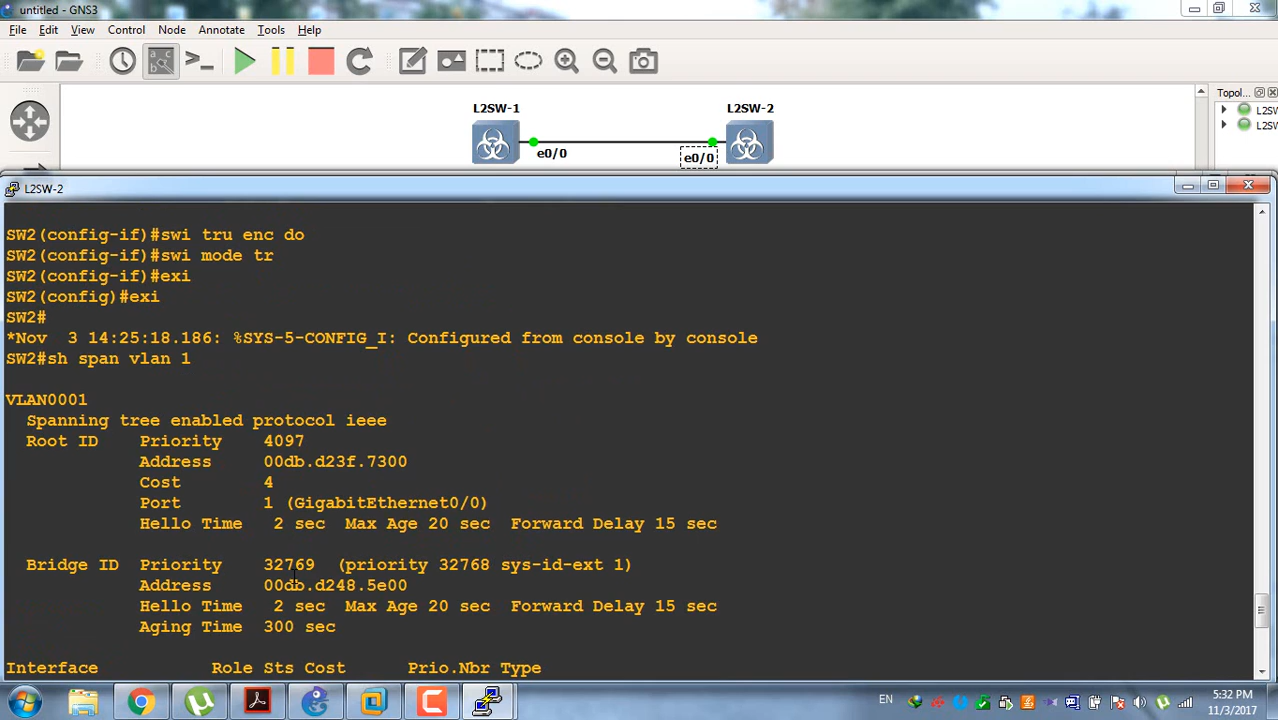 untitled - GNS3
File Edit View Control Node Annotate Tools Help
L2SW-1
L2SW-2
e0/0
e0/0
Topol...
L2SW
L2SW
L2SW-2
SW2(config-if)#swi tru enc do
SW2(config-if)#swi mode tr
SW2(config-if)#exi
SW2(config)#exi
SW2#
*Nov  3 14:25:18.186: %SYS-5-CONFIG_I: Configured from console by console
SW2#sh span vlan 1
VLAN0001
Spanning tree enabled protocol ieee
Root ID    Priority    4097
Address     00db.d23f.7300
Cost        4
Port        1 (GigabitEthernet0/0)
Hello Time   2 sec  Max Age 20 sec  Forward Delay 15 sec
Bridge ID  Priority    32769  (priority 32768 sys-id-ext 1)
Address     00db.d248.5e00
Hello Time   2 sec  Max Age 20 sec  Forward Delay 15 sec
Aging Time  300 sec
Interface           Role Sts Cost      Prio.Nbr Type
EN
5:32 PM
11/3/2017